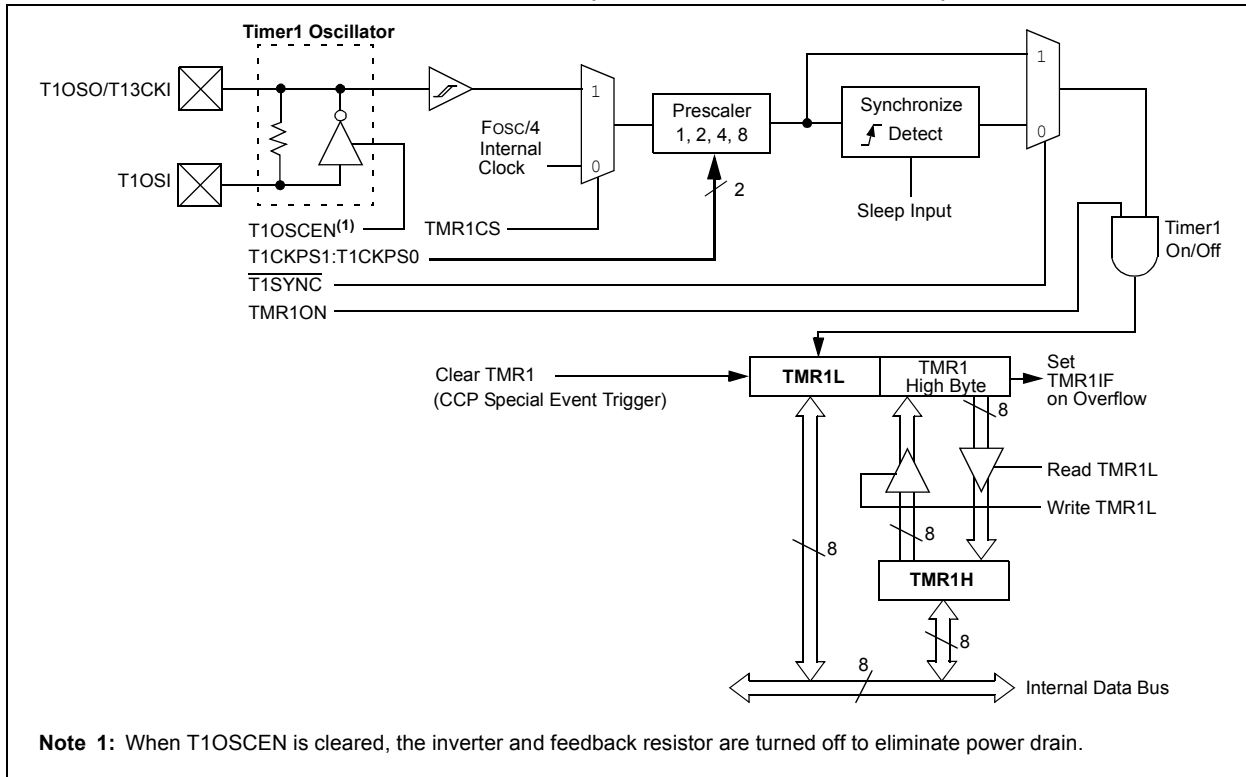 Timer1 Oscillator
T1OSO/T13CKI
T1OSI
1
FOSC/4
Internal
Clock
0
Prescaler
1, 2, 4, 8
2
Synchronize
Detect
Sleep Input
1
0
Timer1
On/Off
T1OSCEN(1)
TMR1CS
T1CKPS1:T1CKPS0
T1SYNC
TMR1ON
Clear TMR1
(CCP Special Event Trigger)
TMR1L
TMR1
High Byte
Set
TMR1IF
on Overflow
8
Read TMR1L
Write TMR1L
8
8
TMR1H
8
8
Internal Data Bus
Note 1: When T1OSCEN is cleared, the inverter and feedback resistor are turned off to eliminate power drain.